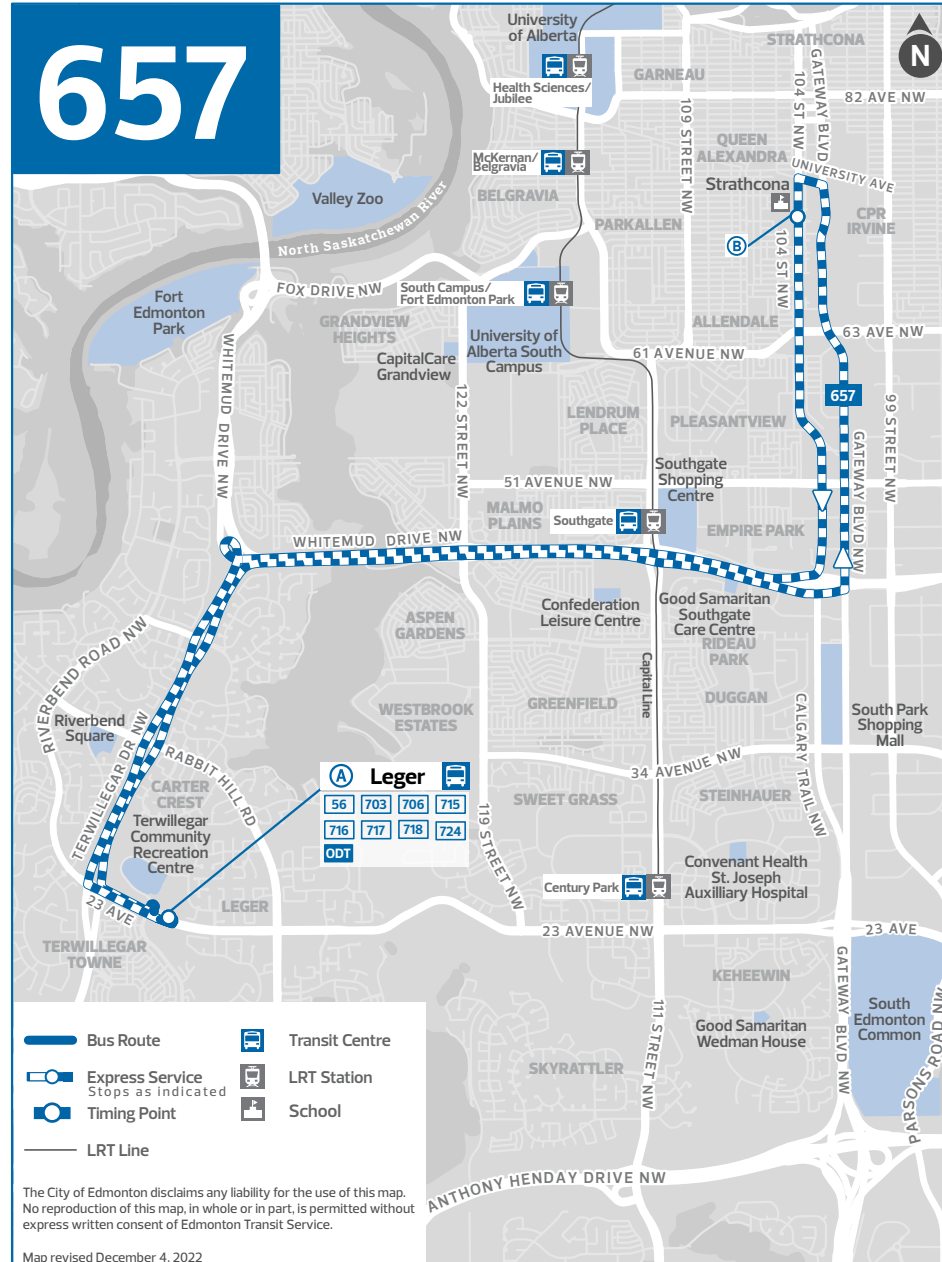 657
N
University
of Alberta
Health Sciences/
Jubilee
GARNEAU
STRATHCONA
104 ST NW
GATEWAY BLVD
82 AVE NW
109 STREET NW
McKernan/
Belgravia
BELGRAVIA
QUEEN
ALEXANDRA
UNIVERSITY AVE
Strathcona
CPR
IRVINE
Valley Zoo
North Saskatchewan River
PARKALLEN
B
104 ST NW
Fort
Edmonton
Park
FOX DRIVE NW
South Campus/
Fort Edmonton Park
GRANDVIEW
HEIGHTS
CapitalCare
Grandview
University of
Alberta South
Campus
ALLENDALE
63 AVE NW
61 AVENUE NW
WHITEMUD DRIVE NW
122 STREET NW
657
LENDRUM
PLACE
PLEASANTVIEW
99 STREET NW
GATEWAY BLVD NW
Southgate
Shopping
Centre
51 AVENUE NW
MALMO
PLAINS
Southgate
EMPIRE PARK
WHITEMUD DRIVE NW
Confederation
Leisure Centre
Good Samaritan
Southgate
Care Centre
ASPEN
GARDENS
RIDEAU
PARK
Capital Line
RIVERBEND ROAD NW
WESTBROOK
ESTATES
GREENFIELD
DUGGAN
CALGARY TRAIL NW
South Park
Shopping
Mall
Riverbend
Square
TERWILLEGAR DR NW
RABBIT HILL RD
34 AVENUE NW
CARTER
CREST
Terwillegar
Community
Recreation
Centre
A Leger
56 703 706 715
716 717 718 724
ODT
119 STREET NW
SWEET GRASS
STEINHAUER
Convenant Health
St. Joseph
Auxilliary Hospital
Century Park
23 AVE
LEGER
23 AVENUE NW
23 AVE
TERWILLEGAR
TOWNE
KEHEEWIN
GATEWAY BLVD NW
South
Edmonton
Common
PARSONS ROAD NW
111 STREET NW
Good Samaritan
Wedman House
SKYRATTLER
ANTHONY HENDAY DRIVE NW
Bus Route
Transit Centre
Express Service
Stops as indicated
LRT Station
Timing Point
School
LRT Line
The City of Edmonton disclaims any liability for the use of this map.
No reproduction of this map, in whole or in part, is permitted without
express written consent of Edmonton Transit Service.
Map revised December 4, 2022